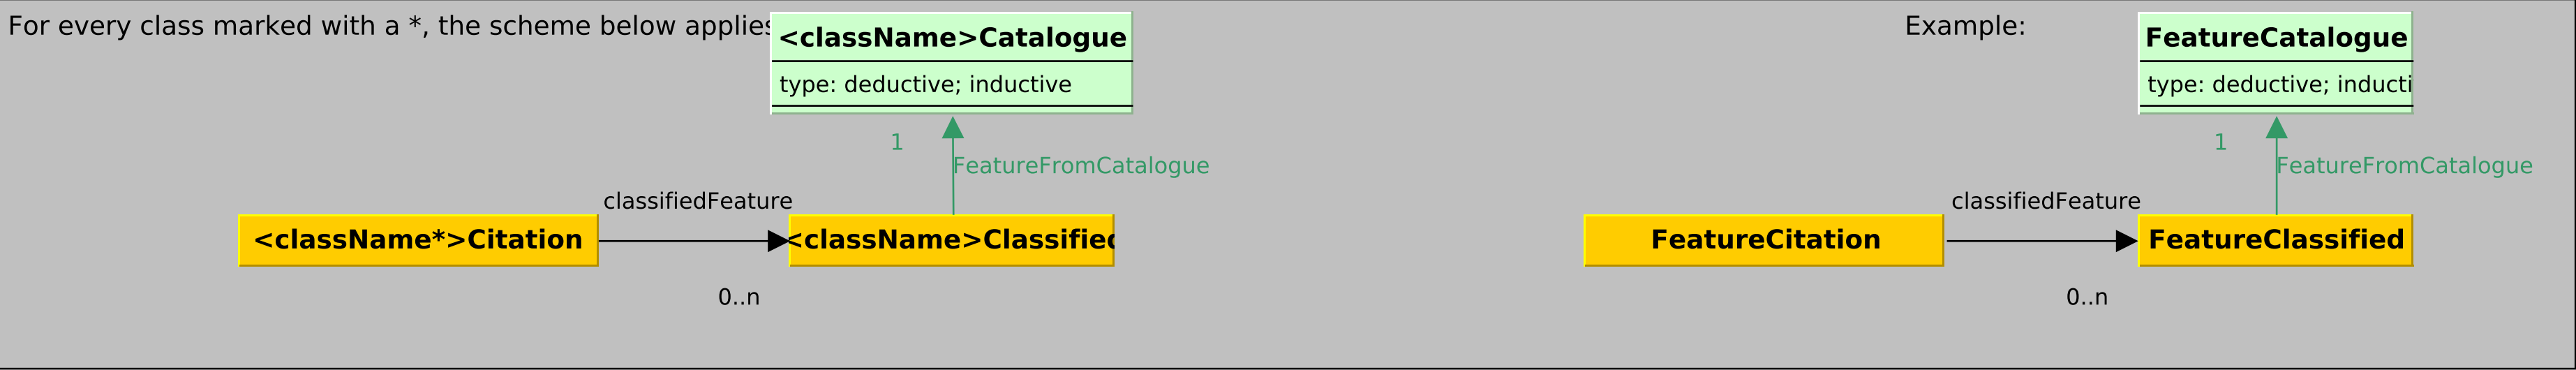 For every class marked with a *, the scheme below applies
<className>Catalogue
type: deductive; inductive
1
FeatureFromCatalogue
classifiedFeature
<className*>Citation
<className>Classified
0..n
Example:
FeatureCatalogue
type: deductive; inducti
1
FeatureFromCatalogue
classifiedFeature
FeatureCitation
FeatureClassified
0..n